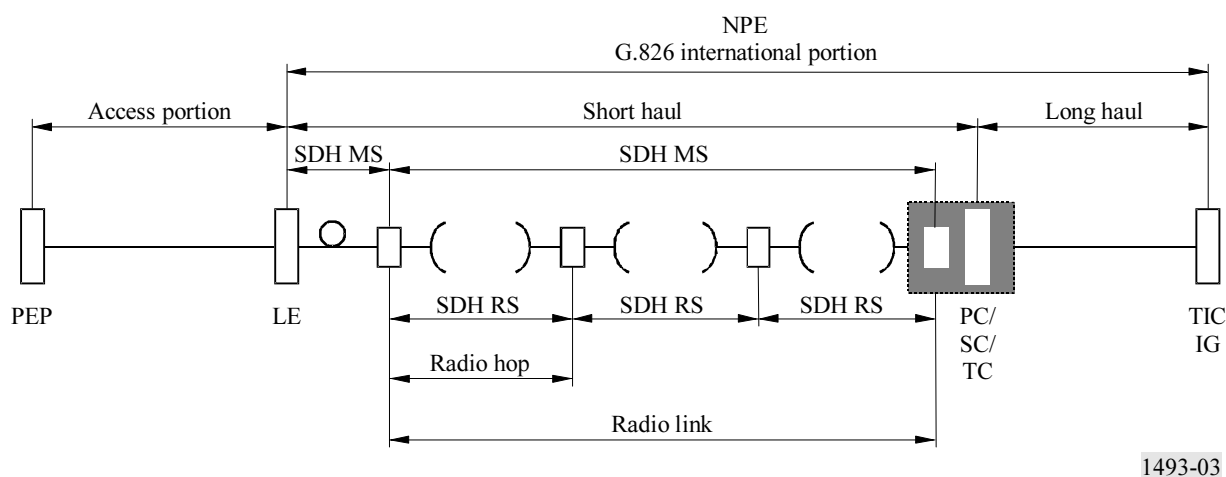 NPE
G.826 international portion
Access portion
Short haul
Long haul
SDH MS
SDH MS
PEP
LE
SDH RS
SDH RS
SDH RS
PC/
SC/
TC
TIC
IG
Radio hop
Radio link
1493-03